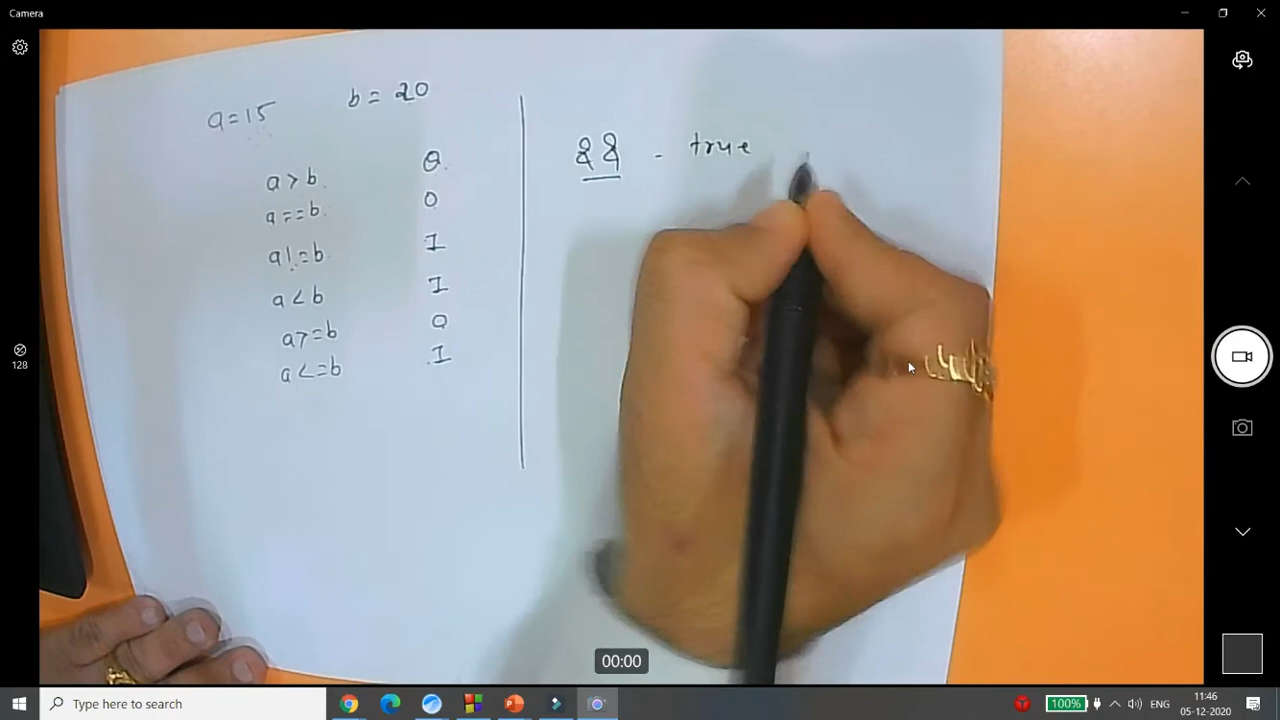 Camera
a=15 b=20
a>b 0
a==b 0
a!=b 1
a<b 1
a>=b 0
a<=b 1
&& - true
128
00:00
Type here to search
100%
ENG
11:46
05-12-2020